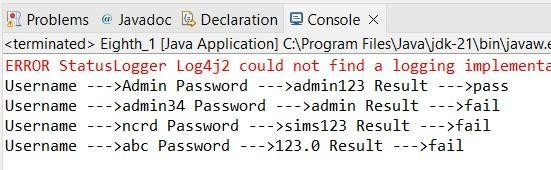 Problems @ Javadoc Declaration Console
<terminated> Eighth_1 [Java Application] C:\Program Files\Java\jdk-21\bin\javaw.e
ERROR StatusLogger Log4j2 could not find a logging implementa
Username --->Admin Password --->admin123 Result --->pass
Username --->admin34 Password --->admin Result --->fail
Username --->ncrd Password --->sims123 Result --->fail
Username --->abc Password --->123.0 Result --->fail